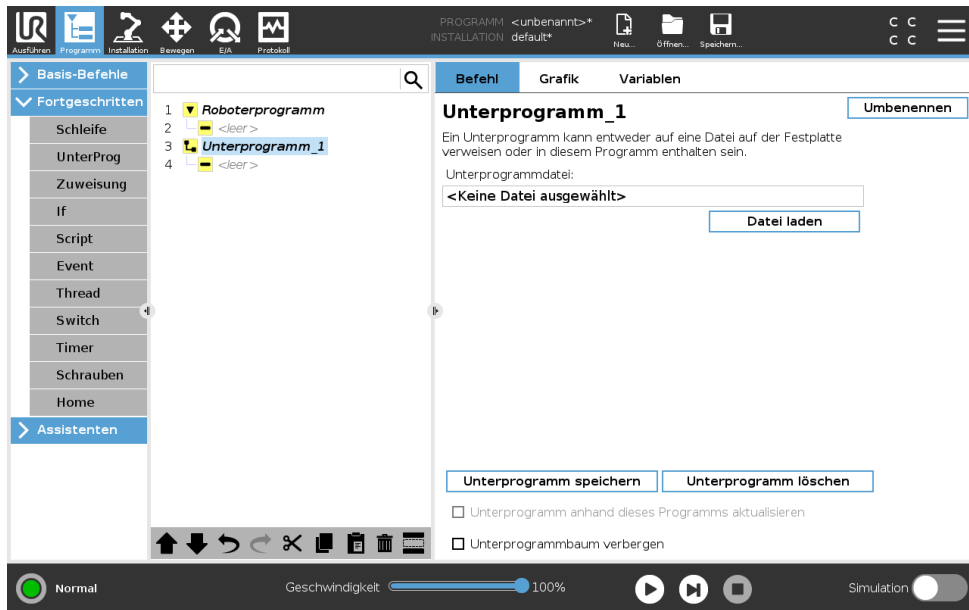 UR
PROGRAMM <unbenannt>*
INSTALLATION default*
C C
C C
Ausführen Programm Installation Bewegen E/A Protokoll Neu... Öffnen... Speichern...
Basis-Befehle
Fortgeschritten
Schleife
UnterProg
Zuweisung
If
Script
Event
Thread
Switch
Timer
Schrauben
Home
Assistenten
1 Roboterprogramm
2 <leer>
3 Unterprogramm_1
4 <leer>
Befehl Grafik Variablen
Unterprogramm_1
Umbenennen
Ein Unterprogramm kann entweder auf eine Datei auf der Festplatte
verweisen oder in diesem Programm enthalten sein.
Unterprogrammdatei:
<Keine Datei ausgewählt>
Datei laden
Unterprogramm speichern Unterprogramm löschen
Unterprogramm anhand dieses Programms aktualisieren
Unterprogrammbaum verbergen
Normal Geschwindigkeit 100% Simulation